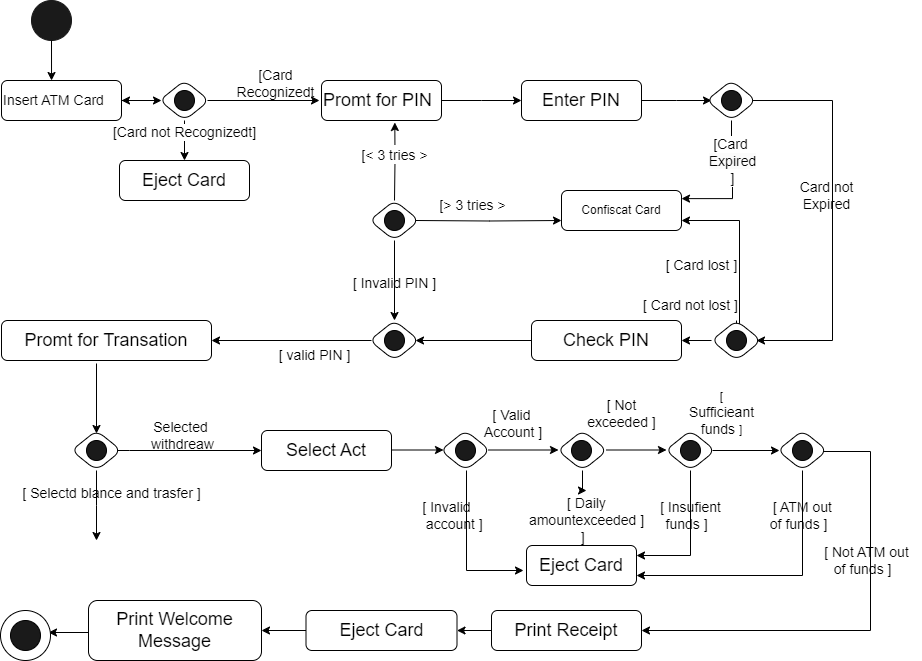 [Card
Recognizedt]
Insert ATM Card
Promt for PIN
Enter PIN
[Card not Recognizedt]
Eject Card
[Card
Expired
]
[< 3 tries >
Card not
Expired
[> 3 tries >
Confiscat Card
[ Card lost ]
[ Invalid PIN ]
[ Card not lost ]
Promt for Transation
Check PIN
[ valid PIN ]
Selected
withdreaw
[ Valid
Account ]
[ Not
exceeded ]
[
Sufficieant
funds ]
Select Act
[ Selectd blance and trasfer ]
[ Invalid
account ]
[ Daily
amountexceeded ]
]
[ Insufient
funds ]
[ ATM out
of funds ]
[ Not ATM out
of funds ]
Eject Card
Print Welcome
Message
Eject Card
Print Receipt